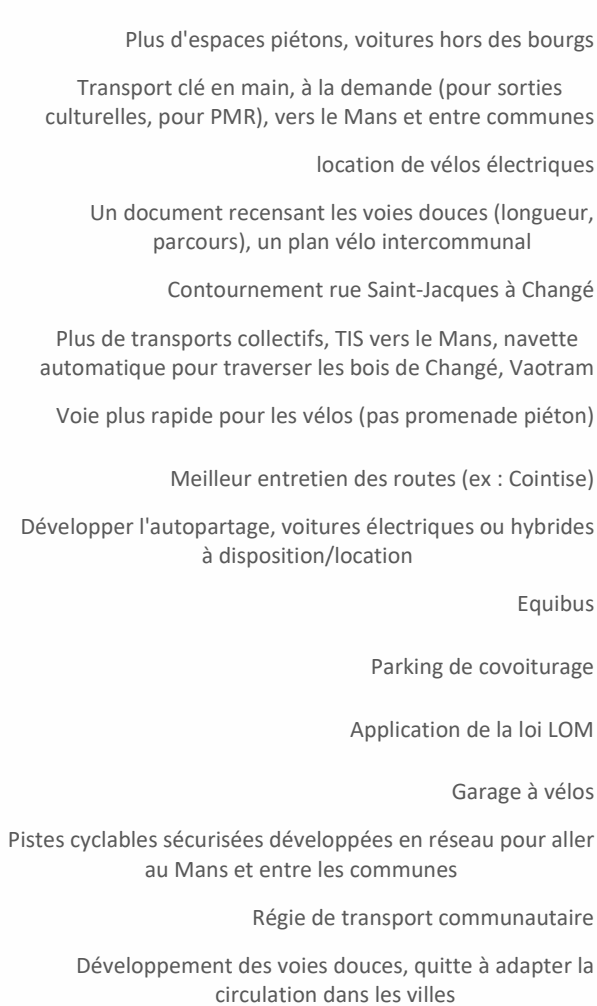 Plus d'espaces piétons, voitures hors des bourgs
Transport clé en main, à la demande (pour sorties
culturelles, pour PMR), vers le Mans et entre communes
location de vélos électriques
Un document recensant les voies douces (longueur,
parcours), un plan vélo intercommunal
Contournement rue Saint-Jacques à Changé
Plus de transports collectifs, TIS vers le Mans, navette
automatique pour traverser les bois de Changé, Vaotram
Voie plus rapide pour les vélos (pas promenade piéton)
Meilleur entretien des routes (ex : Cointise)
Développer l'autopartage, voitures électriques ou hybrides
à disposition/location
Equibus
Parking de covoiturage
Application de la loi LOM
Garage à vélos
Pistes cyclables sécurisées développées en réseau pour aller
au Mans et entre les communes
Régie de transport communautaire
Développement des voies douces, quitte à adapter la
circulation dans les villes